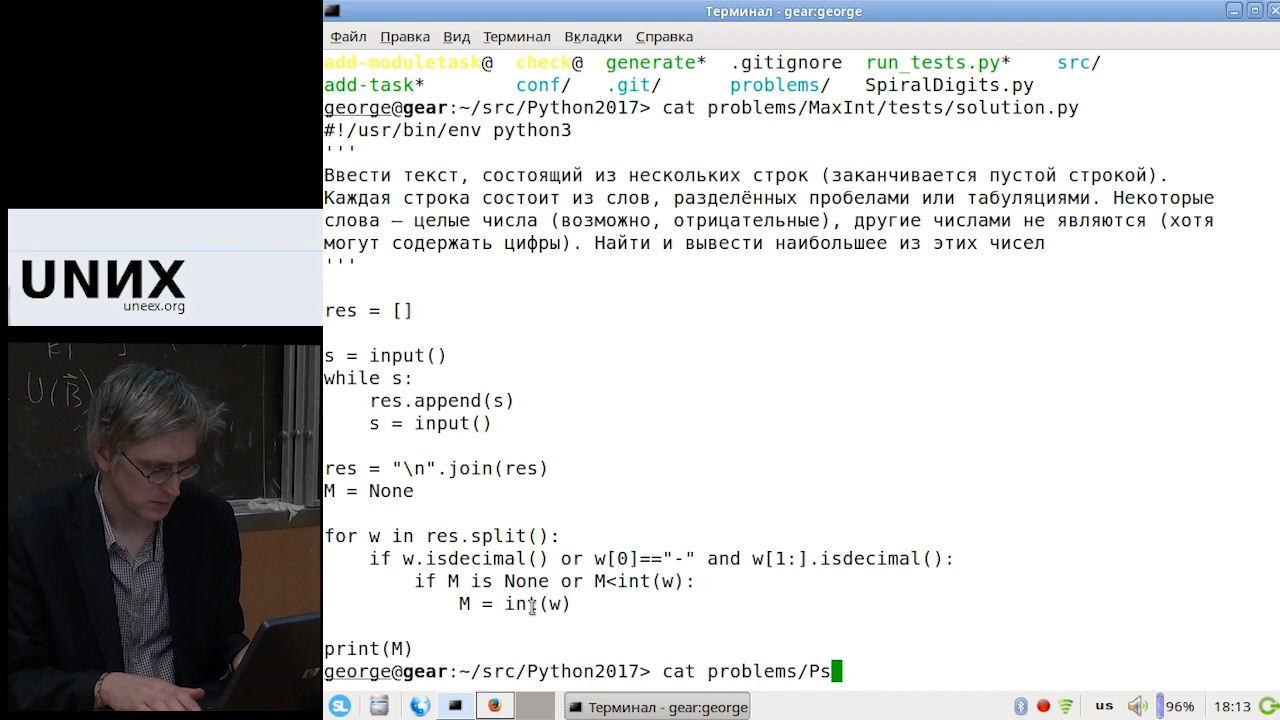 Терминал - gear:george
Файл Правка Вид Терминал Вкладки Справка
add-moduletask@ check@ generate* .gitignore run_tests.py* src/
add-task* conf/ .git/ problems/ SpiralDigits.py
george@gear:~/src/Python2017> cat problems/MaxInt/tests/solution.py
#!/usr/bin/env python3
'''
Ввести текст, состоящий из нескольких строк (заканчивается пустой строкой).
Каждая строка состоит из слов, разделённых пробелами или табуляциями. Некоторые
слова — целые числа (возможно, отрицательные), другие числами не являются (хотя
могут содержать цифры). Найти и вывести наибольшее из этих чисел
'''
res = []
s = input()
while s:
    res.append(s)
    s = input()
res = "\n".join(res)
M = None
for w in res.split():
    if w.isdecimal() or w[0]=="-" and w[1:].isdecimal():
        if M is None or M<int(w):
            M = int(w)
print(M)
george@gear:~/src/Python2017> cat problems/Ps
UNИX
uneex.org
U(B)
SL
Терминал - gear:george
us
96%
18:13